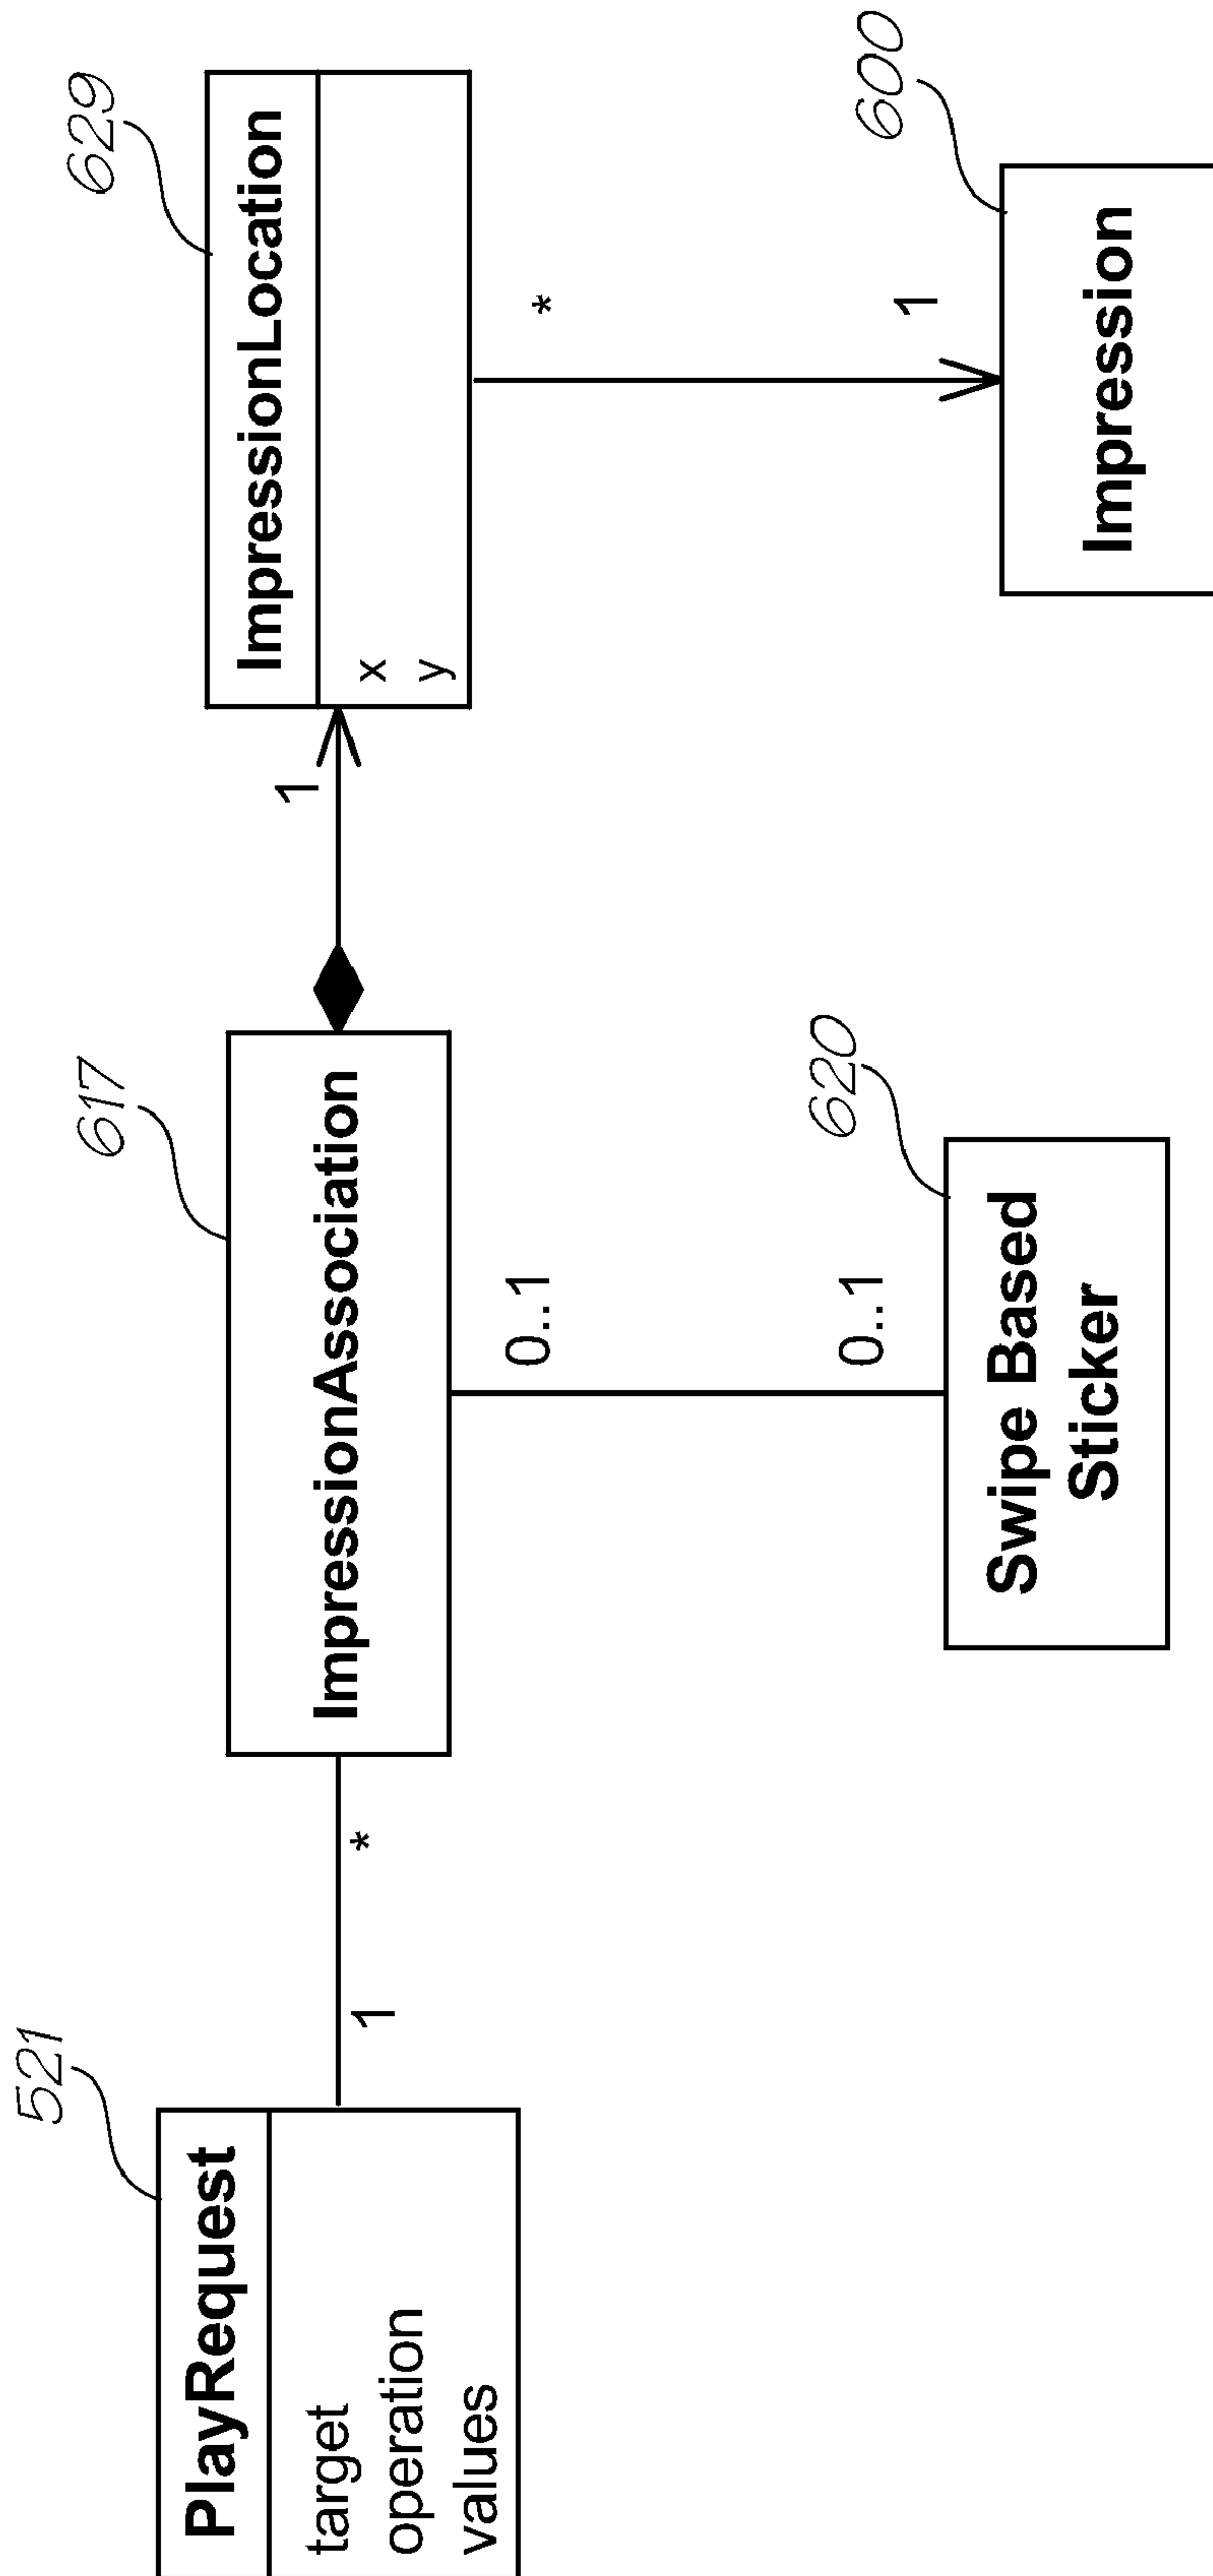 521
PlayRequest
target
operation
values
1
*
617
ImpressionAssociation
0..1
0..1
620
Swipe Based
Sticker
1
629
ImpressionLocation
x
y
*
1
600
Impression